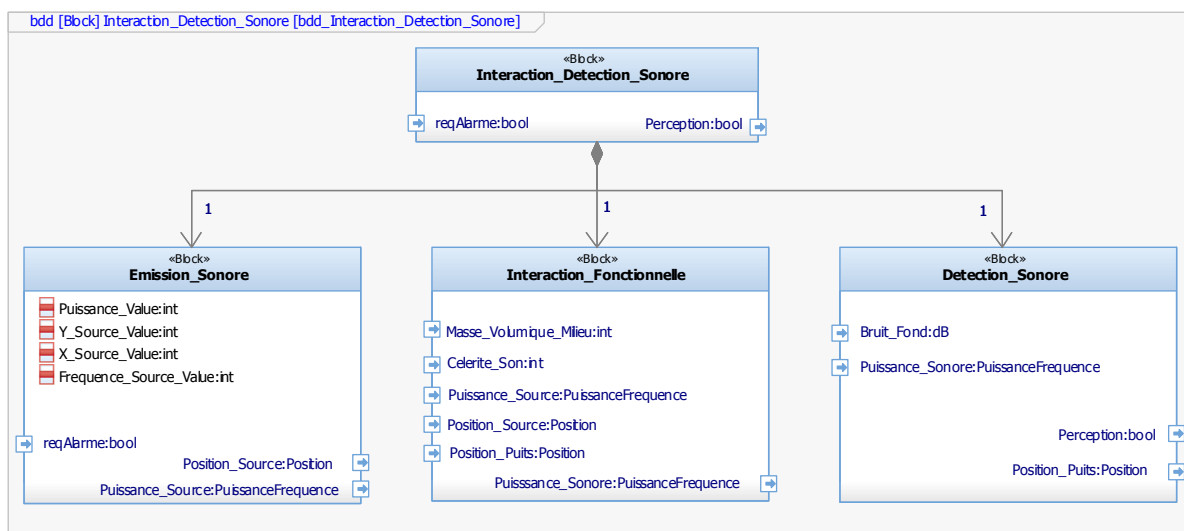 bdd [Block] Interaction_Detection_Sonore [bdd_Interaction_Detection_Sonore]
«Block»
Interaction_Detection_Sonore
reqAlarme:bool
Perception:bool
1
1
1
«Block»
Emission_Sonore
Puissance_Value:int
Y_Source_Value:int
X_Source_Value:int
Frequence_Source_Value:int
reqAlarme:bool
Position_Source:Position
Puissance_Source:PuissanceFrequence
«Block»
Interaction_Fonctionnelle
Masse_Volumique_Milieu:int
Celerite_Son:int
Puissance_Source:PuissanceFrequence
Position_Source:Position
Position_Puits:Position
Puisssance_Sonore:PuissanceFrequence
«Block»
Detection_Sonore
Bruit_Fond:dB
Puissance_Sonore:PuissanceFrequence
Perception:bool
Position_Puits:Position